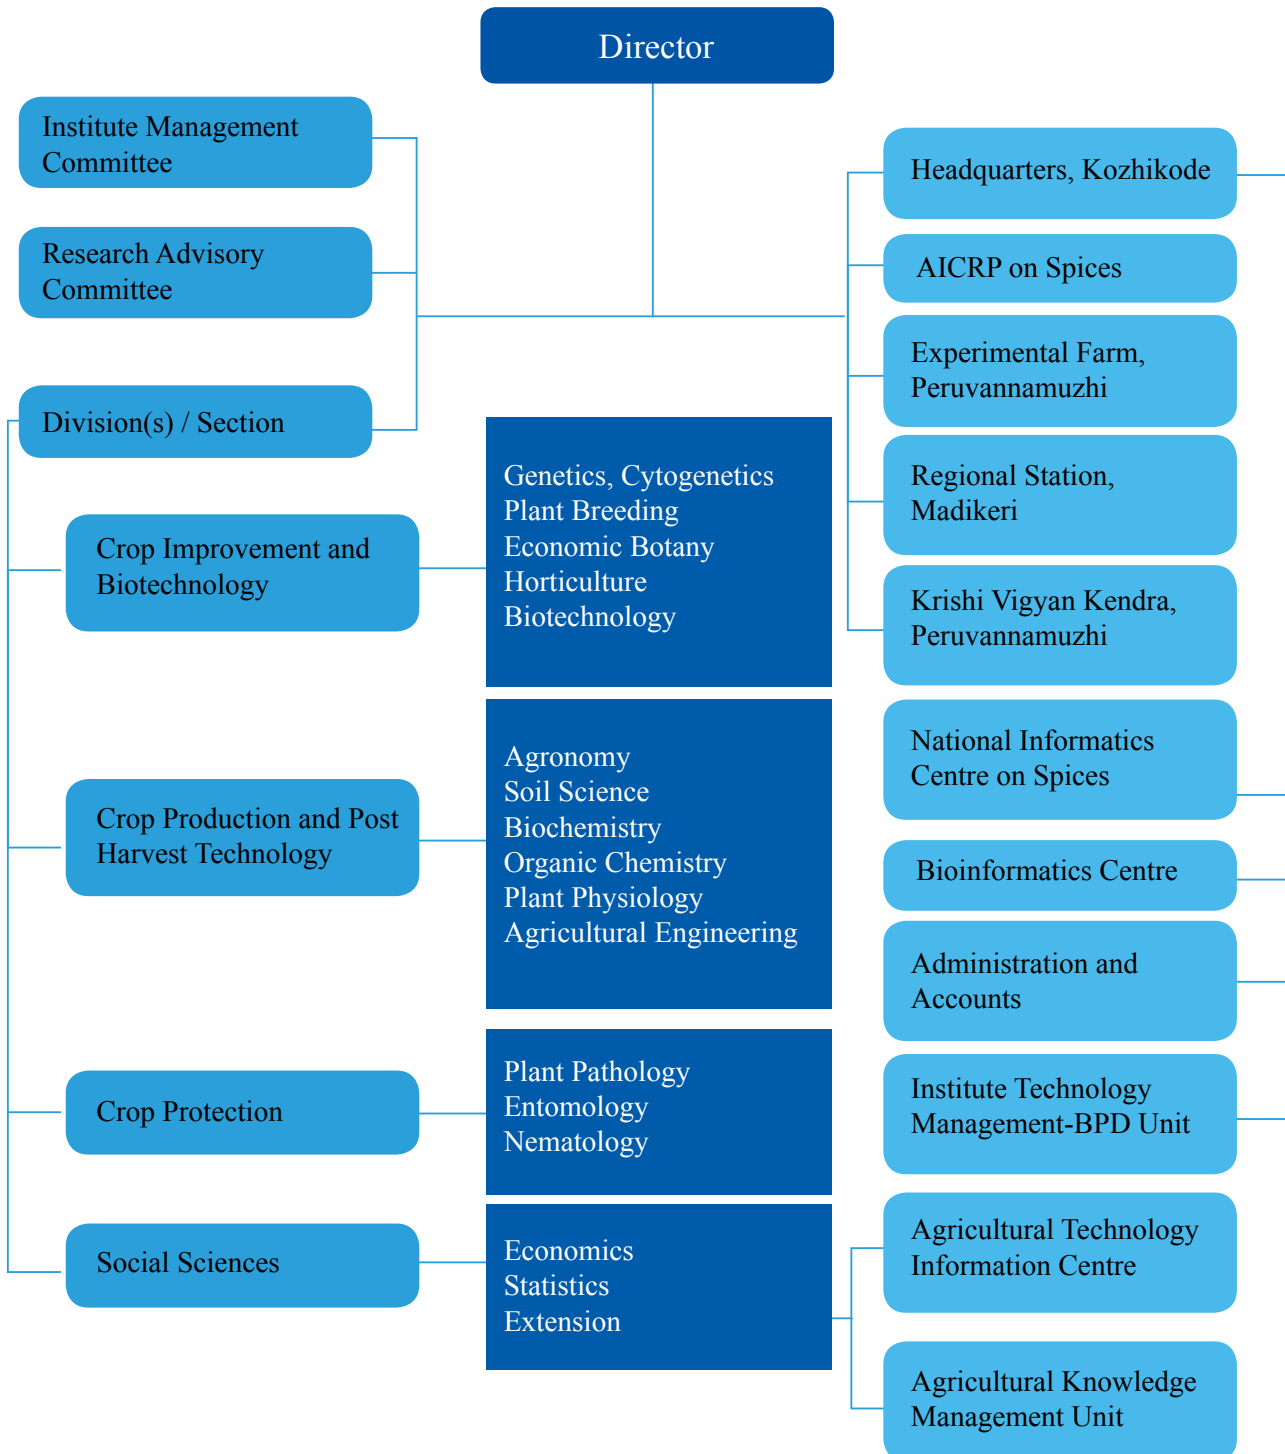 Director
Institute Management
Committee
Research Advisory
Committee
Division(s) / Section
Crop Improvement and
Biotechnology
Crop Production and Post
Harvest Technology
Crop Protection
Social Sciences
Genetics, Cytogenetics
Plant Breeding
Economic Botany
Horticulture
Biotechnology
Agronomy
Soil Science
Biochemistry
Organic Chemistry
Plant Physiology
Agricultural Engineering
Plant Pathology
Entomology
Nematology
Economics
Statistics
Extension
Headquarters, Kozhikode
AICRP on Spices
Experimental Farm,
Peruvannamuzhi
Regional Station,
Madikeri
Krishi Vigyan Kendra,
Peruvannamuzhi
National Informatics
Centre on Spices
Bioinformatics Centre
Administration and
Accounts
Institute Technology
Management-BPD Unit
Agricultural Technology
Information Centre
Agricultural Knowledge
Management Unit